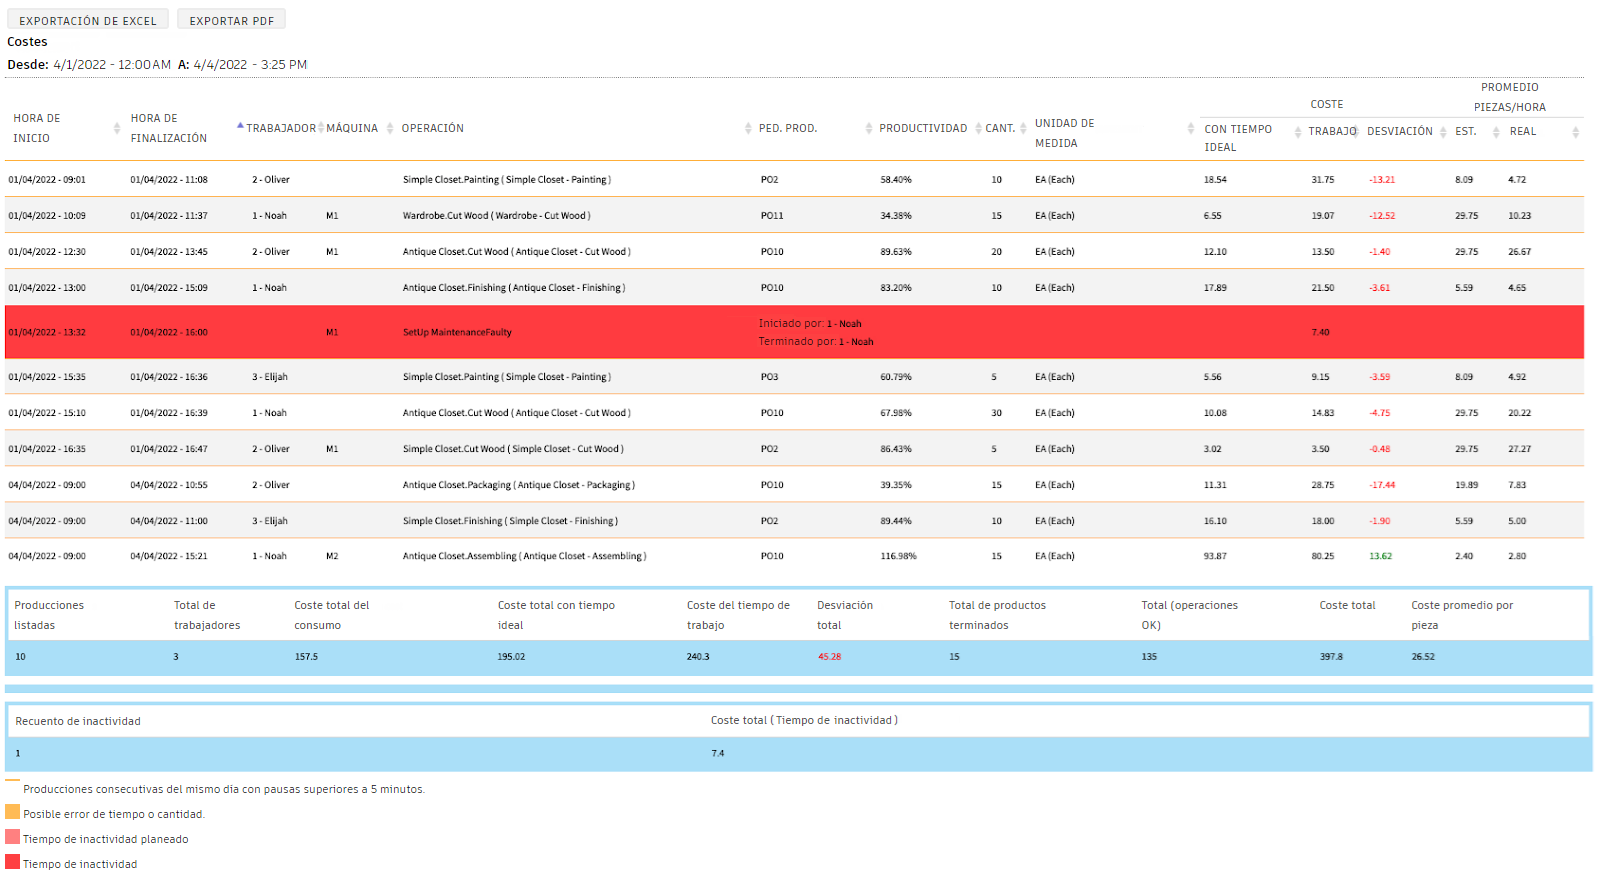 EXPORTACIÓN DE EXCEL EXPORTAR PDF
Costes
Desde: 4/1/2022 - 12:00AM A: 4/4/2022 - 3:25 PM
HORA DE INICIO HORA DE FINALIZACIÓN TRABAJADOR MÁQUINA OPERACIÓN PED. PROD. PRODUCTIVIDAD CANT. UNIDAD DE MEDIDA COSTE CON TIEMPO IDEAL TRABAJO DESVIACIÓN PROMEDIO PIEZAS/HORA EST. REAL
01/04/2022 - 09:01 01/04/2022 - 11:08 2 - Oliver Simple Closet.Painting ( Simple Closet - Painting ) PO2 58.40% 10 EA (Each) 18.54 31.75 -13.21 8.09 4.72
01/04/2022 - 10:09 01/04/2022 - 11:37 1 - Noah M1 Wardrobe.Cut Wood ( Wardrobe - Cut Wood ) PO11 34.38% 15 EA (Each) 6.55 19.07 -12.52 29.75 10.23
01/04/2022 - 12:30 01/04/2022 - 13:45 2 - Oliver M1 Antique Closet.Cut Wood ( Antique Closet - Cut Wood ) PO10 89.63% 20 EA (Each) 12.10 13.50 -1.40 29.75 26.67
01/04/2022 - 13:00 01/04/2022 - 15:09 1 - Noah Antique Closet.Finishing ( Antique Closet - Finishing ) PO10 83.20% 10 EA (Each) 17.89 21.50 -3.61 5.59 4.65
01/04/2022 - 13:32 01/04/2022 - 16:00 M1 SetUp MaintenanceFaulty Iniciado por: 1 - Noah 7.40
Terminado por: 1 - Noah
01/04/2022 - 15:35 01/04/2022 - 16:36 3 - Elijah Simple Closet.Painting ( Simple Closet - Painting ) PO3 60.79% 5 EA (Each) 5.56 9.15 -3.59 8.09 4.92
01/04/2022 - 15:10 01/04/2022 - 16:39 1 - Noah Antique Closet.Cut Wood ( Antique Closet - Cut Wood ) PO10 67.98% 30 EA (Each) 10.08 14.83 -4.75 29.75 20.22
01/04/2022 - 16:35 01/04/2022 - 16:47 2 - Oliver M1 Simple Closet.Cut Wood ( Simple Closet - Cut Wood ) PO2 86.43% 5 EA (Each) 3.02 3.50 -0.48 29.75 27.27
04/04/2022 - 09:00 04/04/2022 - 10:55 2 - Oliver Antique Closet.Packaging ( Antique Closet - Packaging ) PO10 39.35% 15 EA (Each) 11.31 28.75 -17.44 19.89 7.83
04/04/2022 - 09:00 04/04/2022 - 11:00 3 - Elijah Simple Closet.Finishing ( Simple Closet - Finishing ) PO2 89.44% 10 EA (Each) 16.10 18.00 -1.90 5.59 5.00
04/04/2022 - 09:00 04/04/2022 - 15:21 1 - Noah M2 Antique Closet.Assembling ( Antique Closet - Assembling ) PO10 116.98% 15 EA (Each) 93.87 80.25 13.62 2.40 2.80
Producciones listadas Total de trabajadores Coste total del consumo Coste total con tiempo ideal Coste del tiempo de trabajo Desviación total Total de productos terminados Total (operaciones OK) Coste total Coste promedio por pieza
10 3 157.5 195.02 240.3 45.28 15 135 397.8 26.52
Recuento de inactividad Coste total ( Tiempo de inactividad )
1 7.4
Producciones consecutivas del mismo día con pausas superiores a 5 minutos.
Posible error de tiempo o cantidad.
Tiempo de inactividad planeado
Tiempo de inactividad